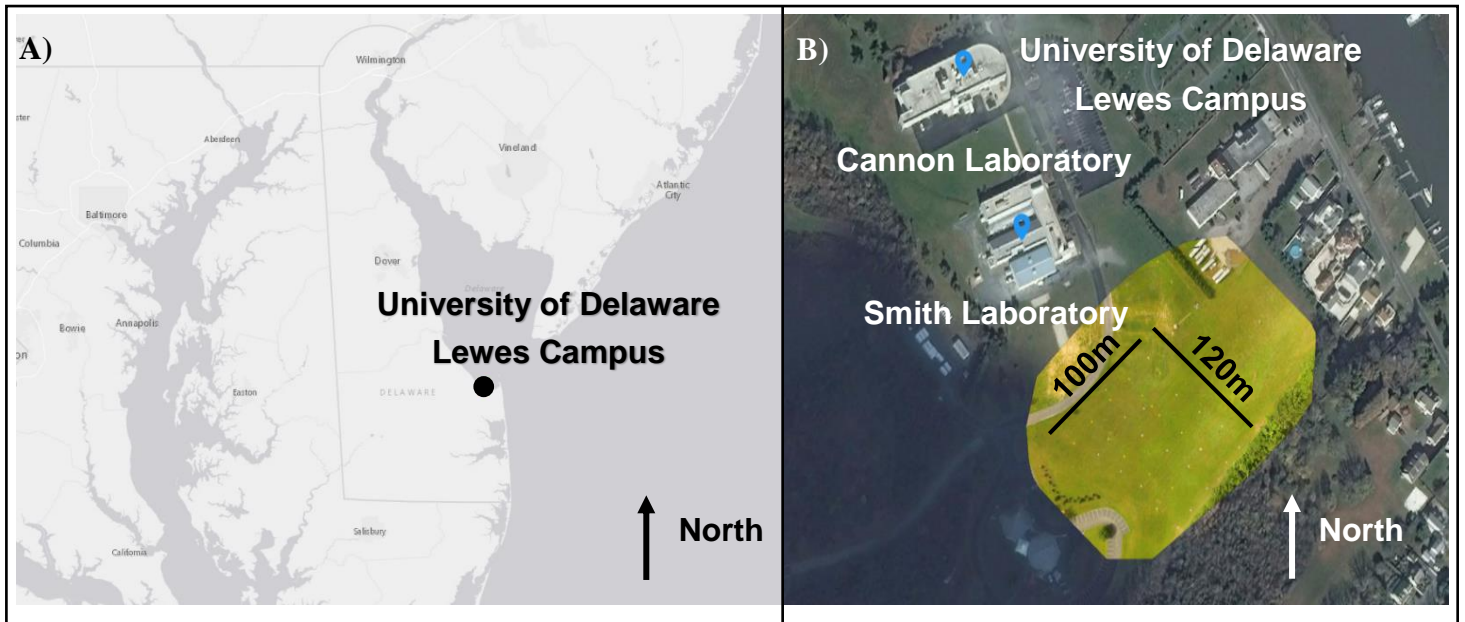 A)
Wilmington
Aberdeen
Vineland
Atlantic
City
Baltimore
Columbia
Dover
University of Delaware
Lewes Campus
Bowie
Annapolis
Easton
DELAWARE
Salisbury
California
North
B)
University of Delaware
Lewes Campus
Cannon Laboratory
Smith Laboratory
100m
120m
North